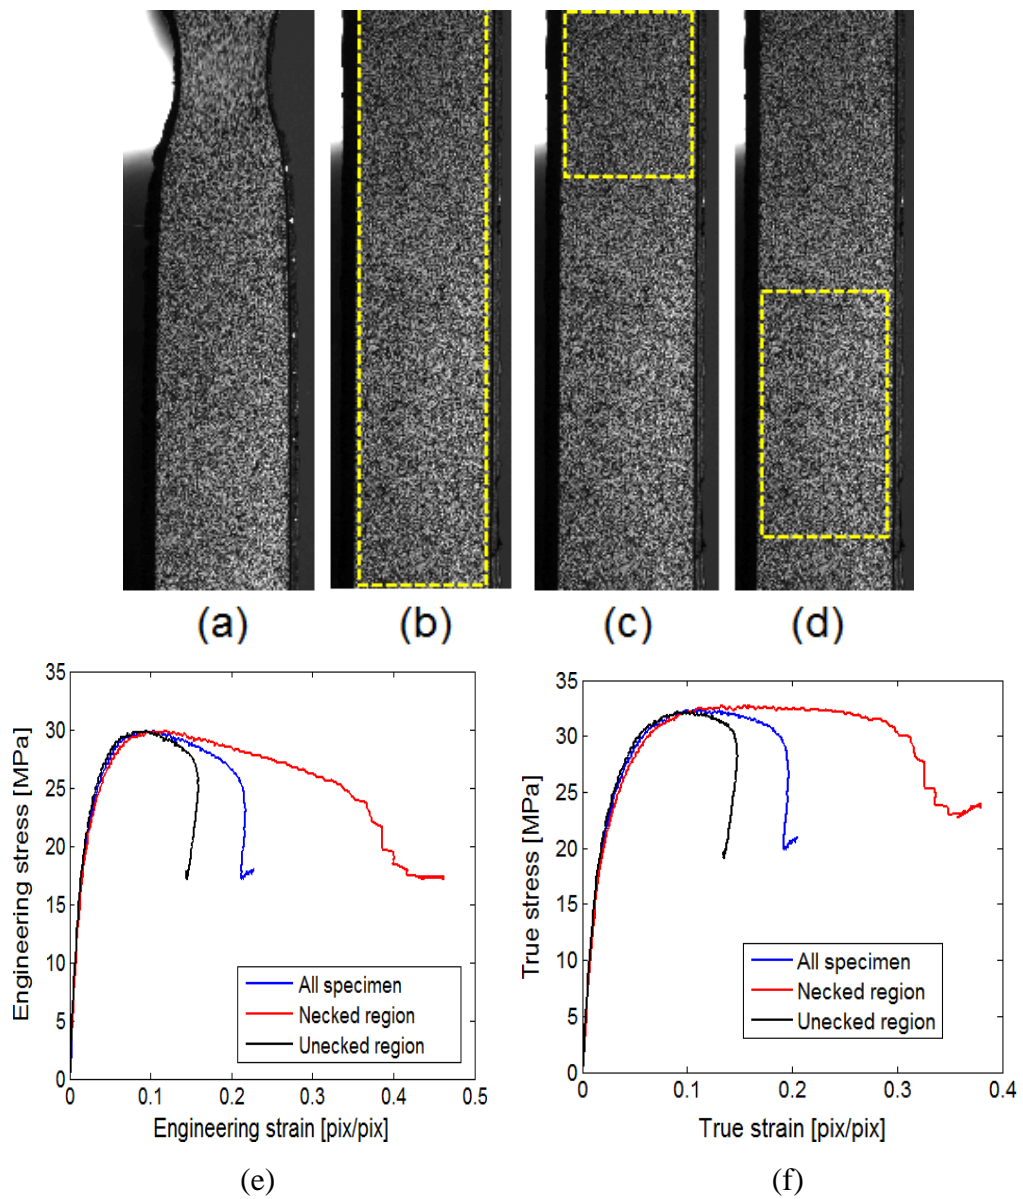 (a) (b) (c) (d)
35
30
25
20
15
10
5
0
Engineering stress [MPa]
All specimen
Necked region
Unecked region
0 0.1 0.2 0.3 0.4 0.5
Engineering strain [pix/pix]
(e)
35
30
25
20
15
10
5
0
True stress [MPa]
All specimen
Necked region
Unecked region
0 0.1 0.2 0.3 0.4
True strain [pix/pix]
(f)